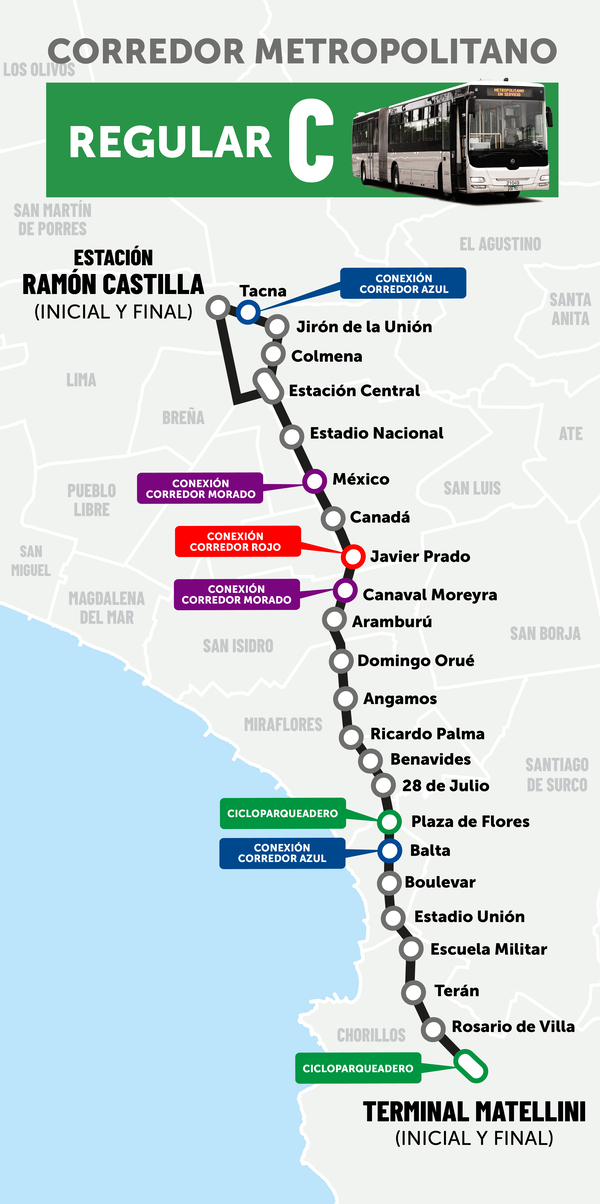 CORREDOR METROPOLITANO
LOS OLIVOS
REGULAR C
METROPOLITANO
EN SERVICIO
SAN MARTÍN
DE PORRES
EL AGUSTINO
ESTACIÓN
RAMÓN CASTILLA
(INICIAL Y FINAL)
Tacna
CONEXIÓN
CORREDOR AZUL
SANTA
ANITA
Jirón de la Unión
Colmena
LIMA
Estación Central
BREÑA
Estadio Nacional
ATE
México
CONEXIÓN
CORREDOR MORADO
PUEBLO
LIBRE
SAN LUIS
Canadá
CONEXIÓN
CORREDOR ROJO
Javier Prado
SAN
MIGUEL
CONEXIÓN
CORREDOR MORADO
Canaval Moreyra
MAGDALENA
DEL MAR
Aramburú
SAN BORJA
SAN ISIDRO
Domingo Orué
Angamos
MIRAFLORES
Ricardo Palma
Benavides
SANTIAGO
DE SURCO
28 de Julio
CICLOPARQUEADERO
Plaza de Flores
CONEXIÓN
CORREDOR AZUL
Balta
Boulevar
Estadio Unión
Escuela Militar
Terán
Rosario de Villa
CHORILLOS
CICLOPARQUEADERO
TERMINAL MATELLINI
(INICIAL Y FINAL)